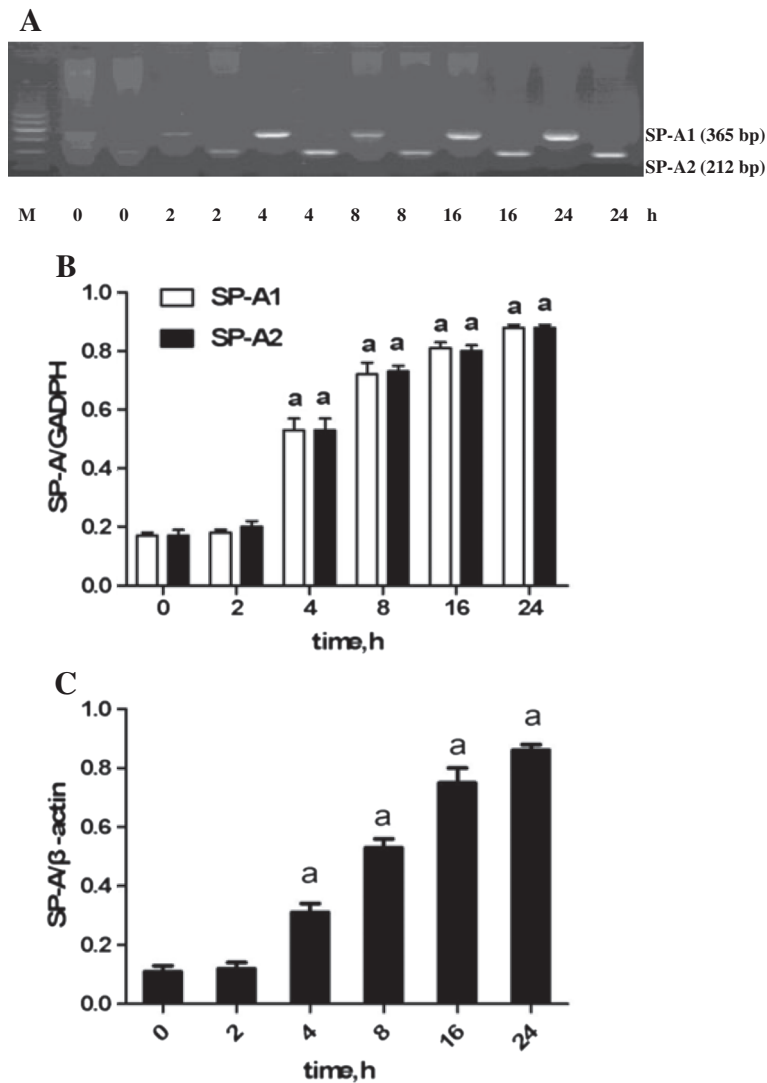 A
SP-A1 (365 bp)
SP-A2 (212 bp)
M 0 0 2 2 4 4 8 8 16 16 24 24 h
B
SP-A1
SP-A2
a a a a a a a a
SP-A/GADPH
1.0
0.8
0.6
0.4
0.2
0.0
0 2 4 8 16 24
time,h
C
a a a a
SP-A/β-actin
1.0
0.8
0.6
0.4
0.2
0.0
0 2 4 8 16 24
time,h